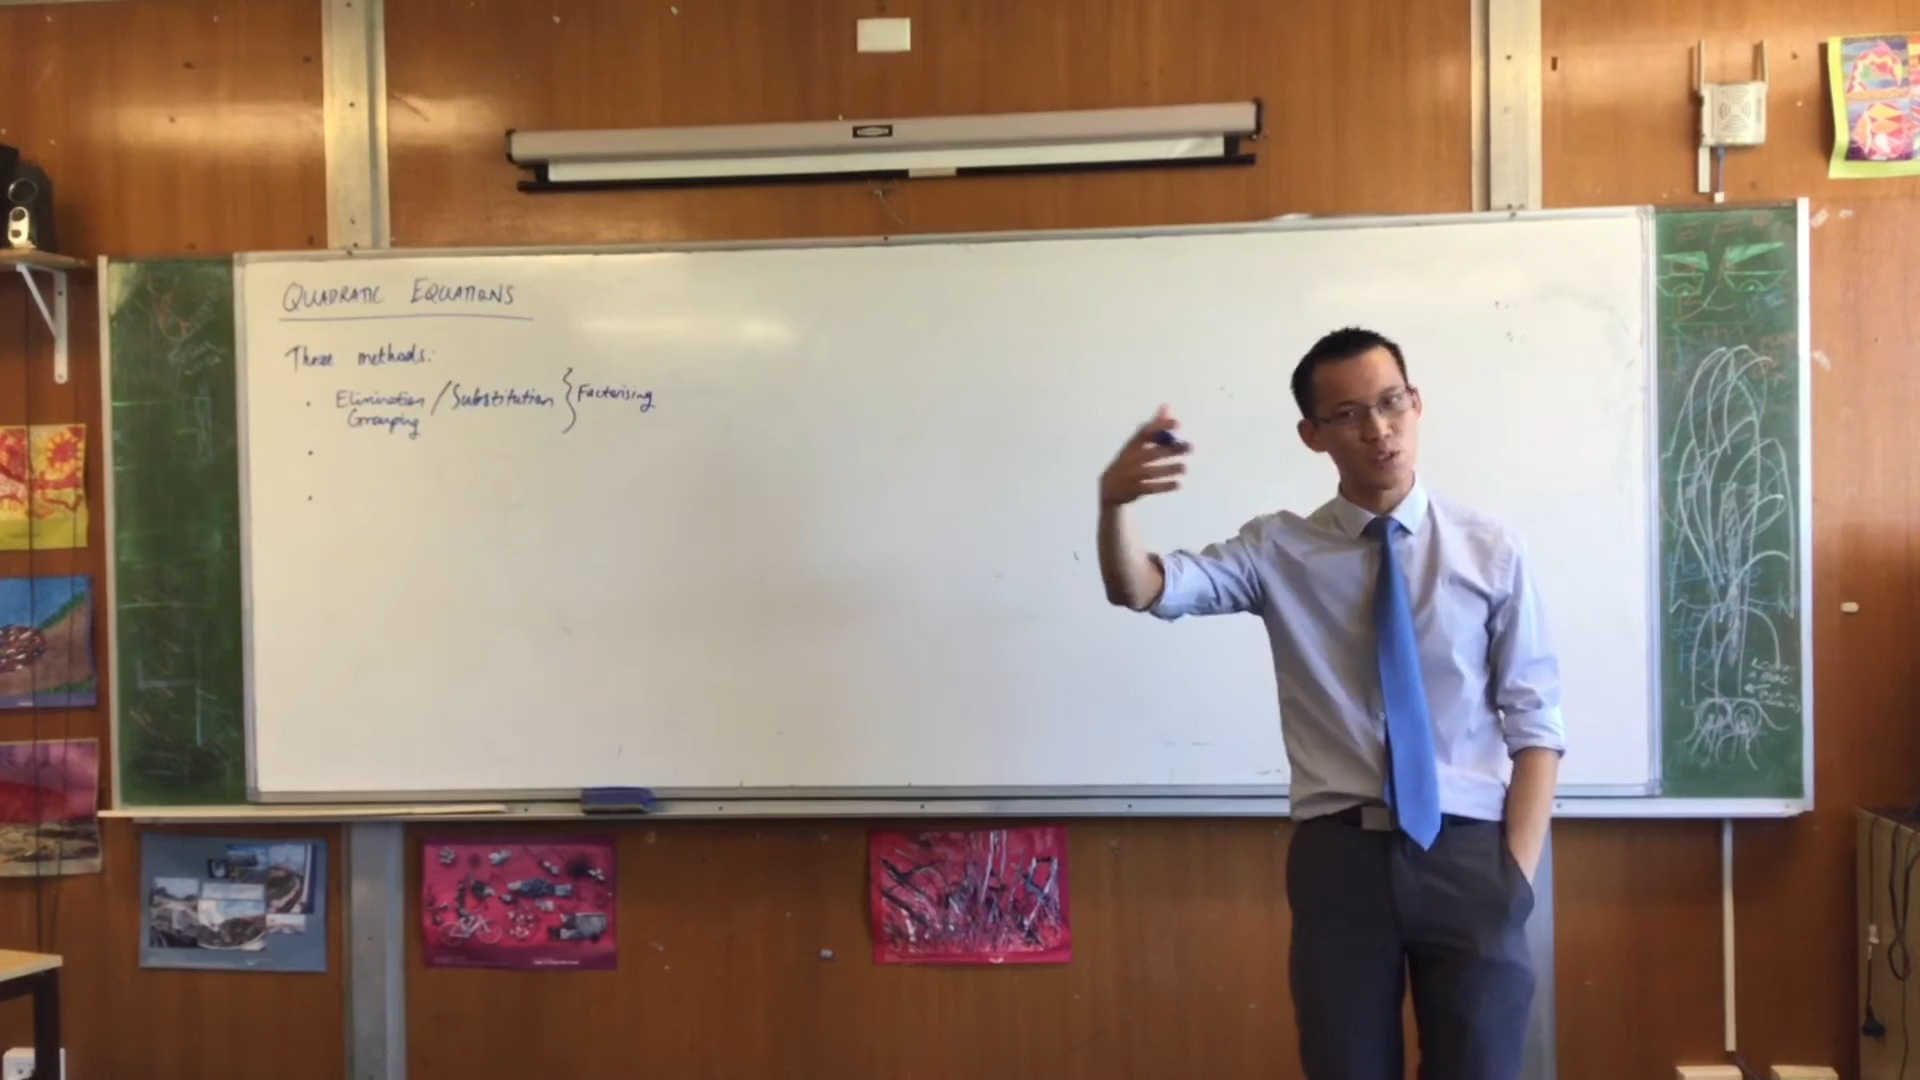 QUADRATIC EQUATIONS
Three methods:
• Elimination / Substitution } Factorising
Grouping
•
•